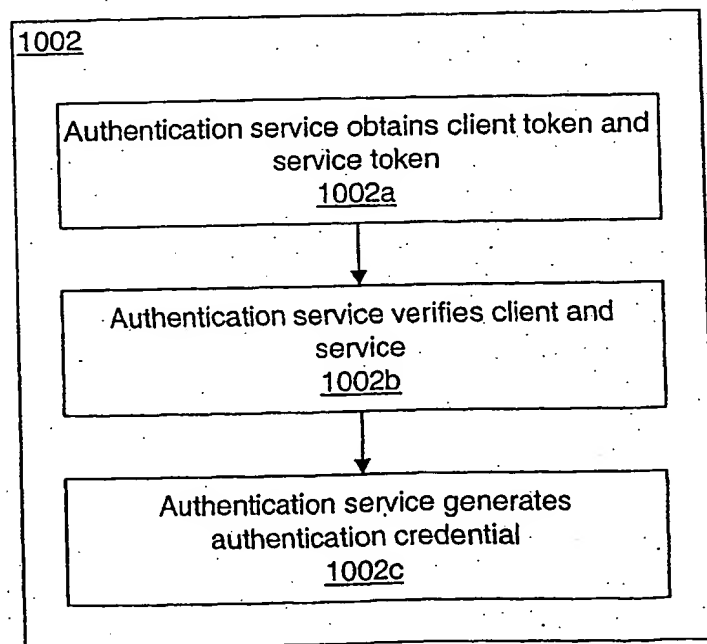 1002
Authentication service obtains client token and
service token
1002a
Authentication service verifies client and
service
1002b
Authentication service generates
authentication credential
1002c